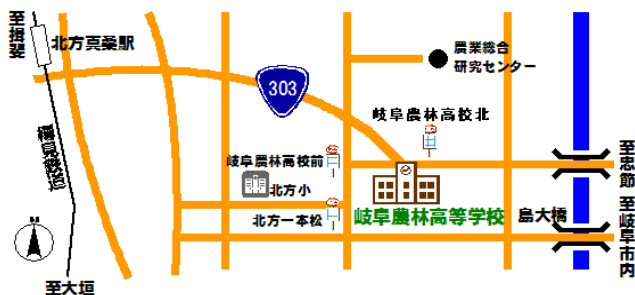 至揖斐
北方真桑駅
303
農業総合
研究センター
岐阜農林高校北
至忠節
岐阜農林高校前
北方小
樽見鉄道
北方一本松
岐阜農林高等学校
島大橋
至岐阜市内
N
至大垣